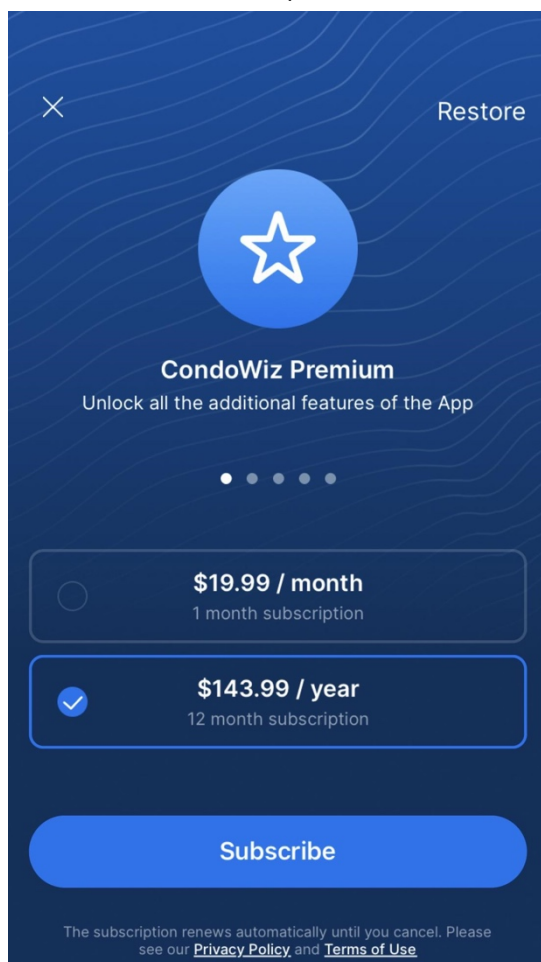 Restore
CondoWiz Premium
Unlock all the additional features of the App
$19.99 / month
1 month subscription
$143.99 / year
12 month subscription
Subscribe
The subscription renews automatically until you cancel. Please
see our Privacy Policy and Terms of Use